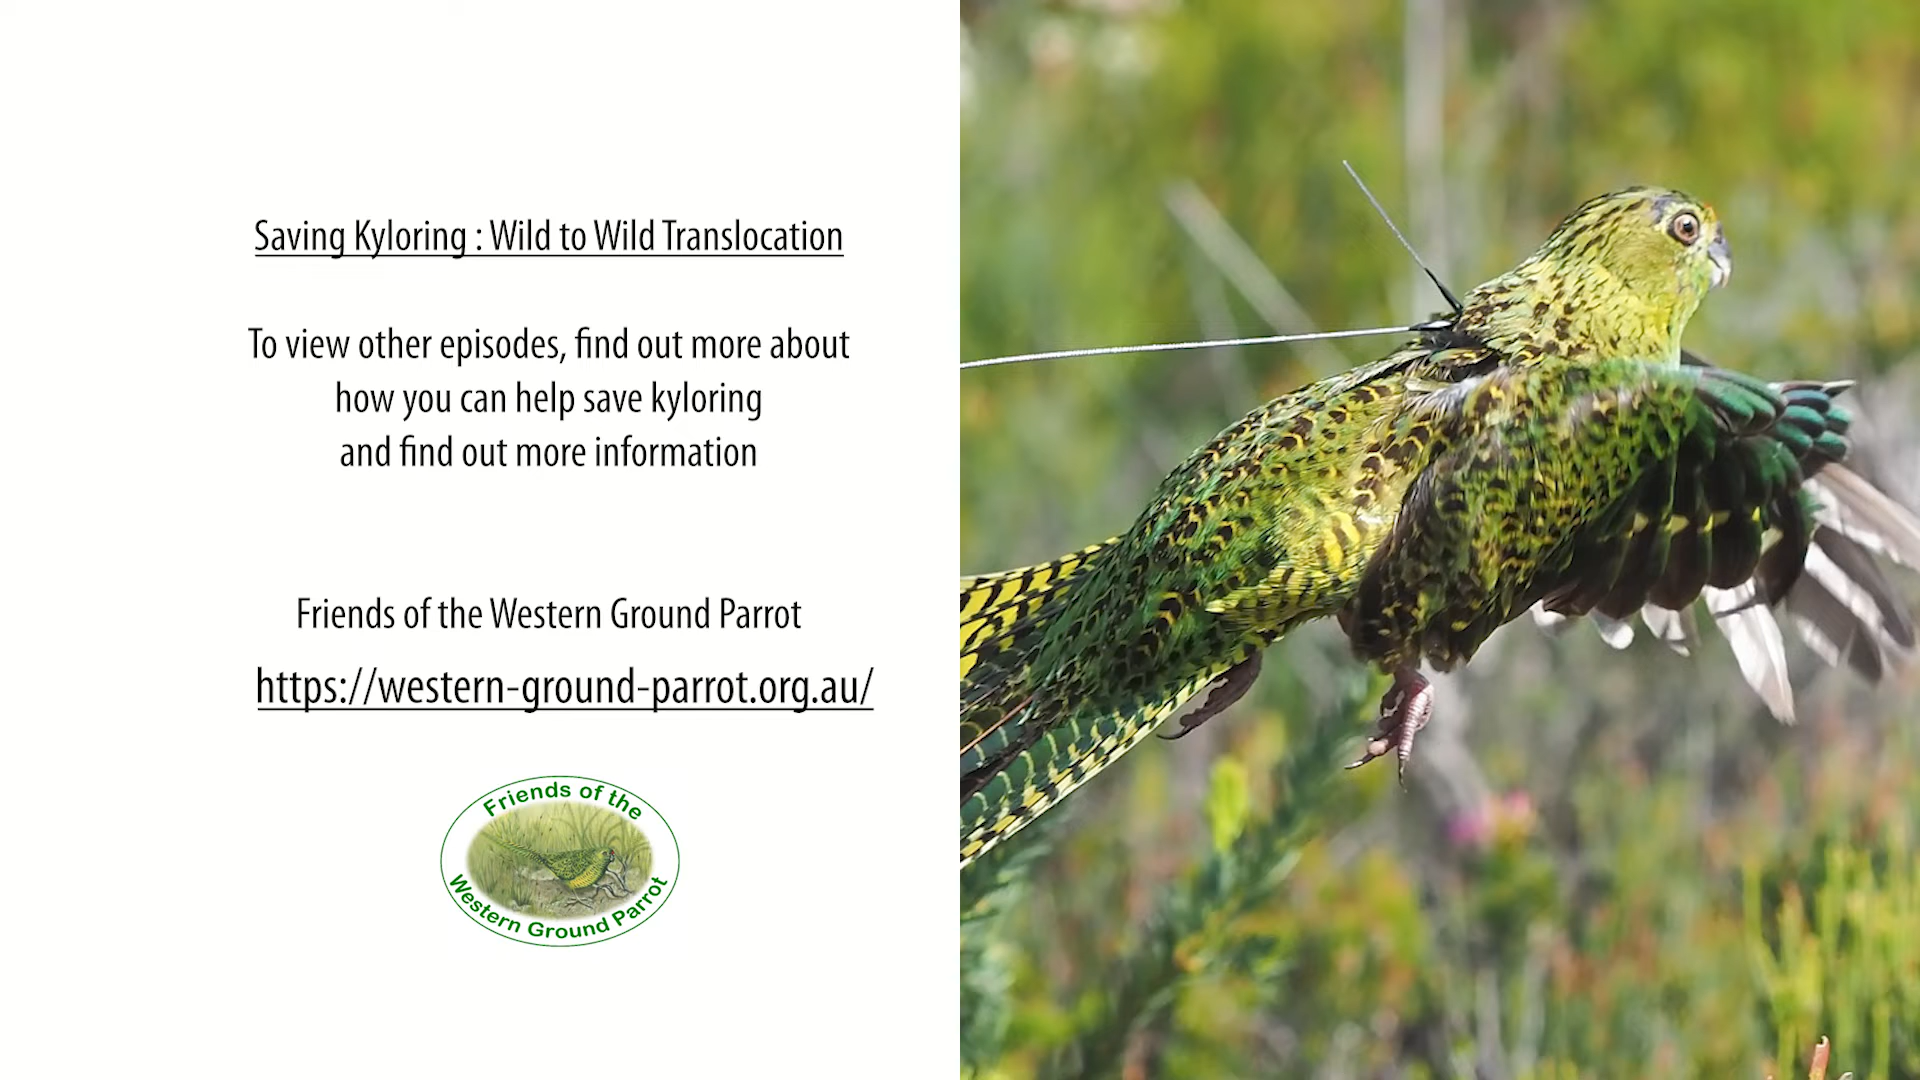 Saving Kyloring : Wild to Wild Translocation
To view other episodes, find out more about
how you can help save kyloring
and find out more information
Friends of the Western Ground Parrot
https://western-ground-parrot.org.au/
Friends of the
Western Ground Parrot